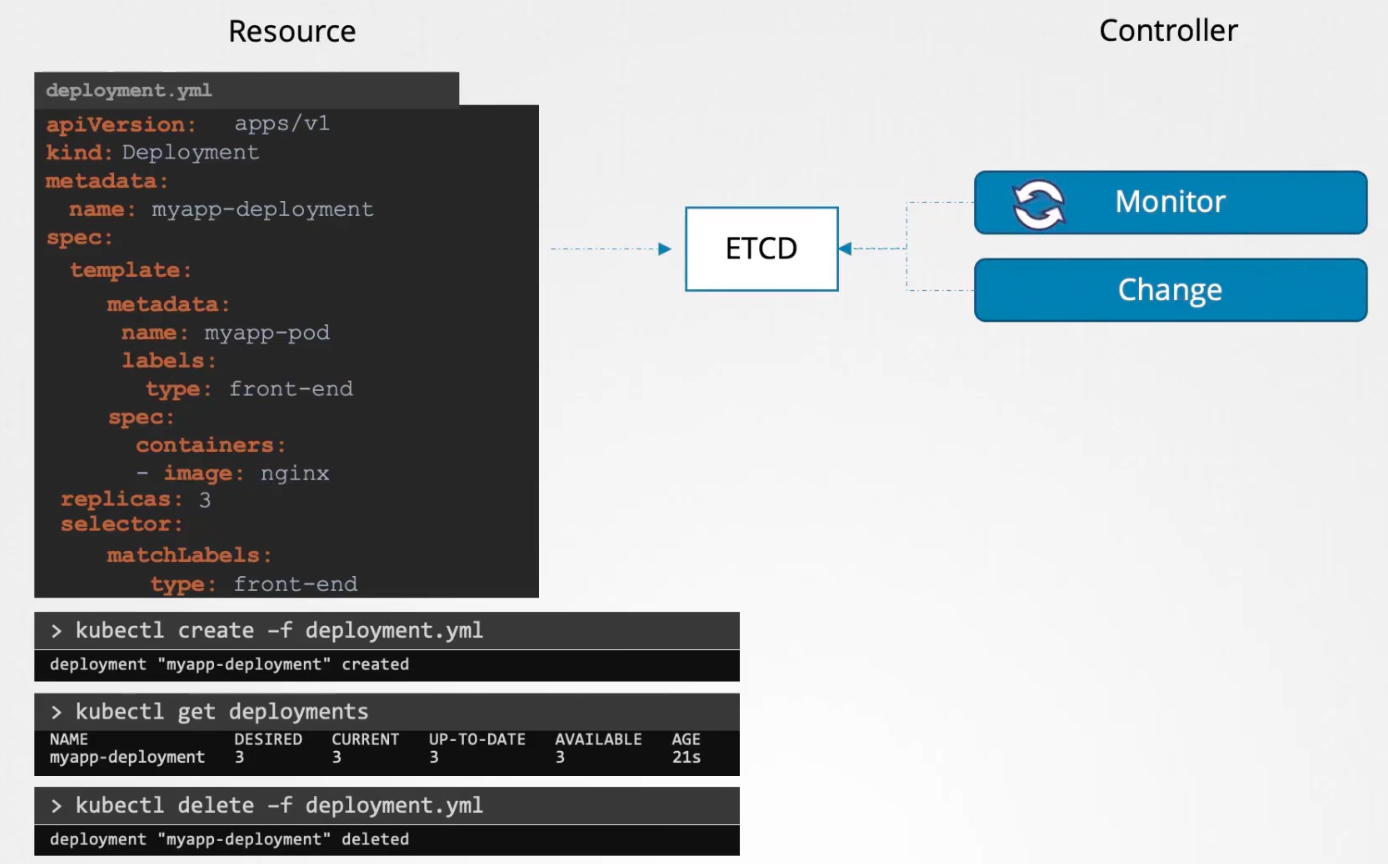 Resource
Controller
deployment.yml
apiVersion: apps/v1
kind: Deployment
metadata:
name: myapp-deployment
spec:
template:
metadata:
name: myapp-pod
labels:
type: front-end
spec:
containers:
- image: nginx
replicas: 3
selector:
matchLabels:
type: front-end
ETCD
Monitor
Change
> kubectl create –f deployment.yml
deployment "myapp-deployment" created
> kubectl get deployments
NAME DESIRED CURRENT UP-TO-DATE AVAILABLE AGE
myapp-deployment 3 3 3 3 21s
> kubectl delete –f deployment.yml
deployment "myapp-deployment" deleted